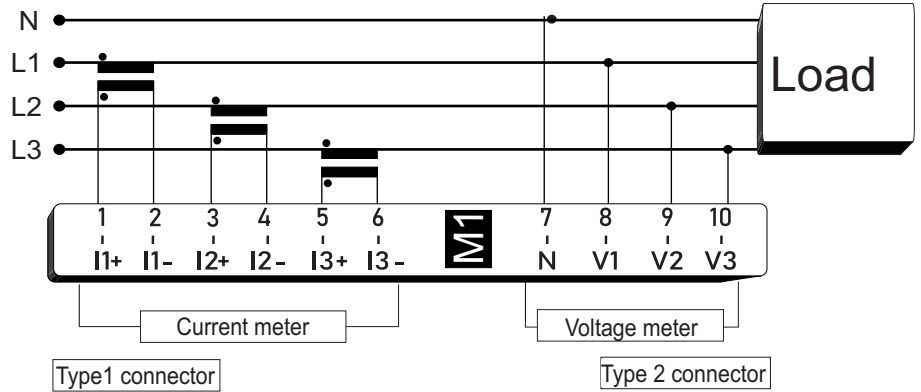 N
L1
L2
L3
Load
1 2 3 4 5 6 M1 7 8 9 10
I1+ I1- I2+ I2- I3+ I3- N V1 V2 V3
Current meter Voltage meter
Type1 connector Type 2 connector